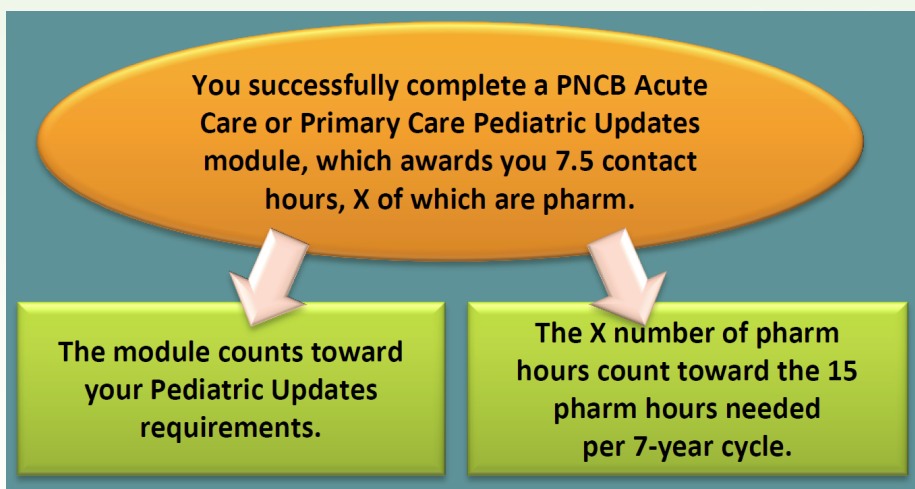 You successfully complete a PNCB Acute
Care or Primary Care Pediatric Updates
module, which awards you 7.5 contact
hours, X of which are pharm.
The module counts toward
your Pediatric Updates
requirements.
The X number of pharm
hours count toward the 15
pharm hours needed
per 7-year cycle.